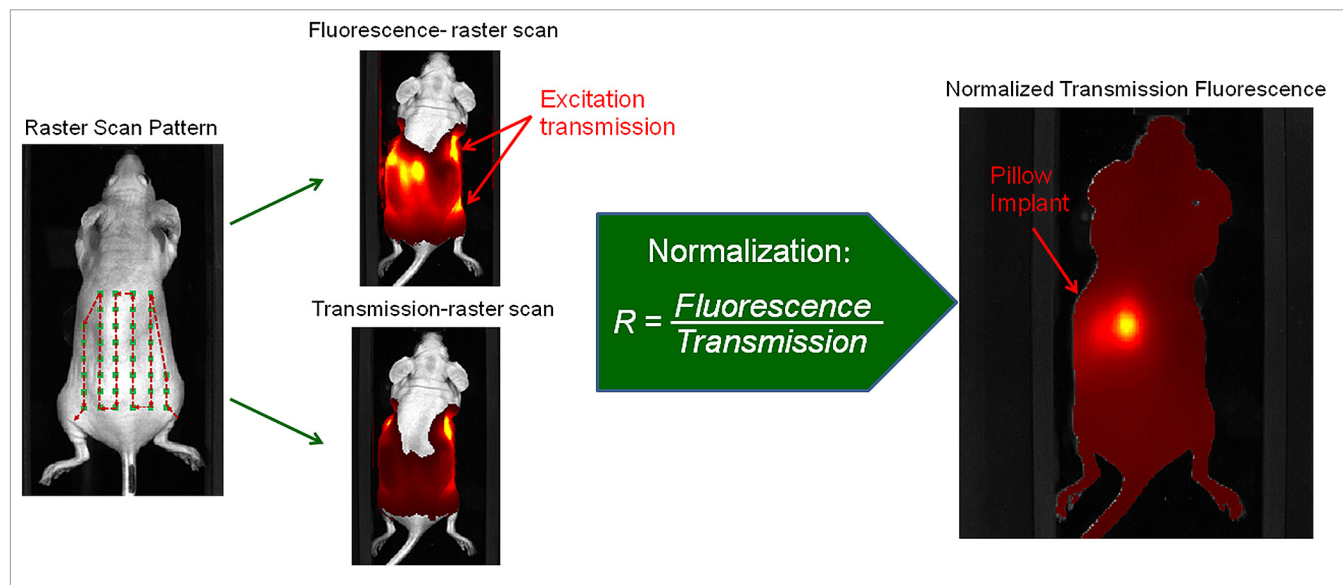 Raster Scan Pattern
Fluorescence- raster scan
Excitation
transmission
Transmission-raster scan
Normalization:
R = Fluorescence
Transmission
Normalized Transmission Fluorescence
Pillow
Implant